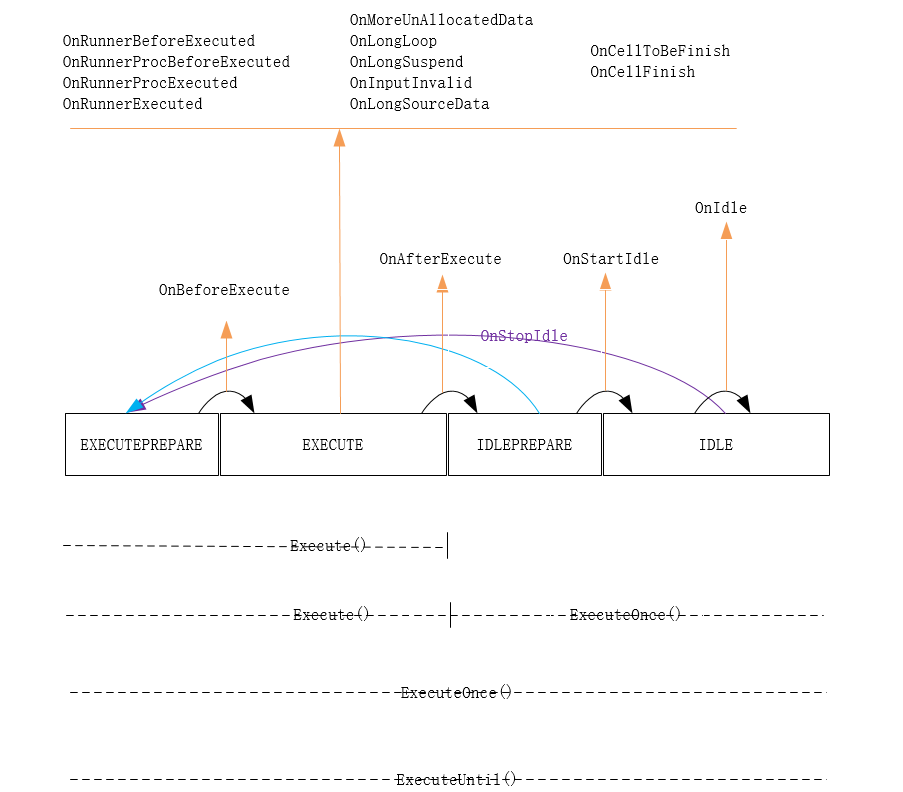 OnRunnerBeforeExecuted
OnRunnerProcBeforeExecuted
OnRunnerProcExecuted
OnRunnerExecuted
OnMoreUnAllocatedData
OnLongLoop
OnLongSuspend
OnInputInvalid
OnLongSourceData
OnCellToBeFinish
OnCellFinish
OnIdle
OnAfterExecute
OnStartIdle
OnBeforeExecute
OnStopIdle
EXECUTEPREPARE
EXECUTE
IDLEPREPARE
IDLE
Execute()
Execute()
ExecuteOnce()
ExecuteOnce()
ExecuteUntil()